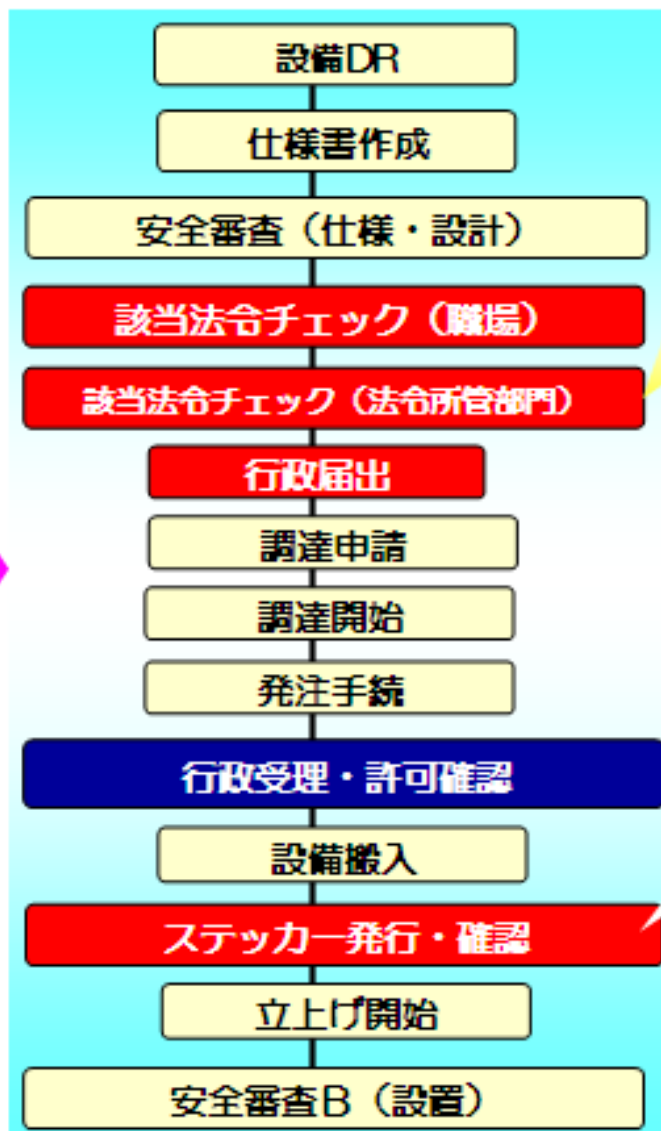 設備DR
仕様書作成
安全審査（仕様・設計）
該当法令チェック（職場）
該当法令チェック（法令所管部門）
行政届出
調達申請
調達開始
発注手続
行政受理・許可確認
設備搬入
ステッカー発行・確認
立上げ開始
安全審査B（設置）